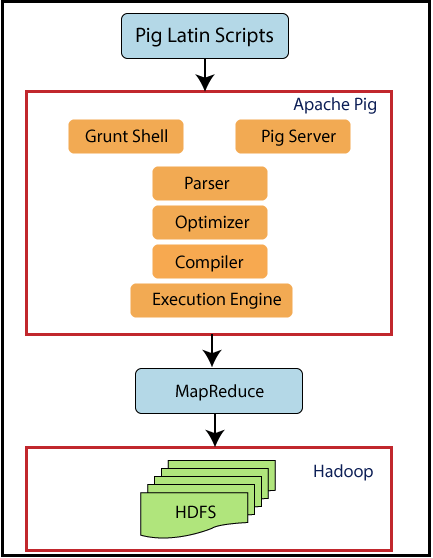 Pig Latin Scripts
Apache Pig
Grunt Shell
Pig Server
Parser
Optimizer
Compiler
Execution Engine
MapReduce
Hadoop
HDFS